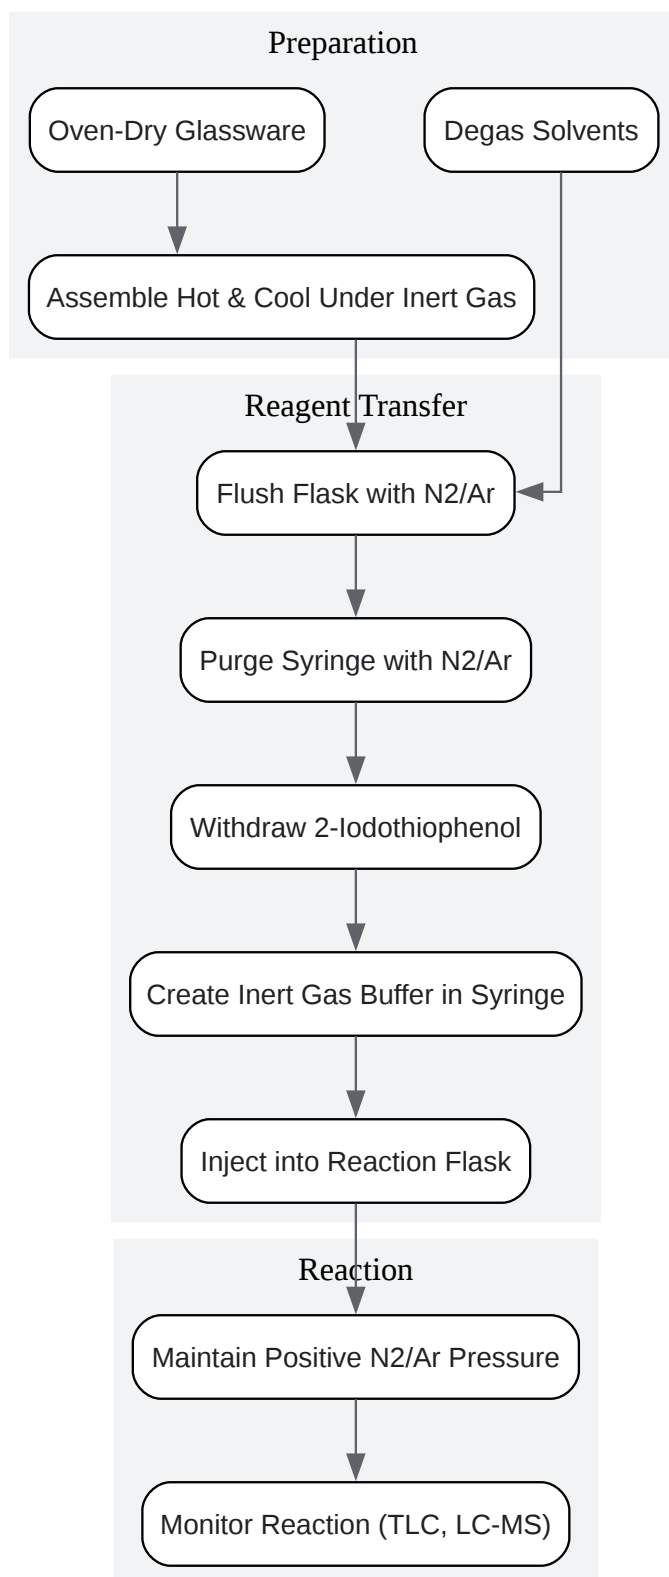 Preparation
Oven-Dry Glassware
Degas Solvents
Assemble Hot & Cool Under Inert Gas
Reagent Transfer
Flush Flask with N2/Ar
Purge Syringe with N2/Ar
Withdraw 2-Iodothiophenol
Create Inert Gas Buffer in Syringe
Inject into Reaction Flask
Reaction
Maintain Positive N2/Ar Pressure
Monitor Reaction (TLC, LC-MS)